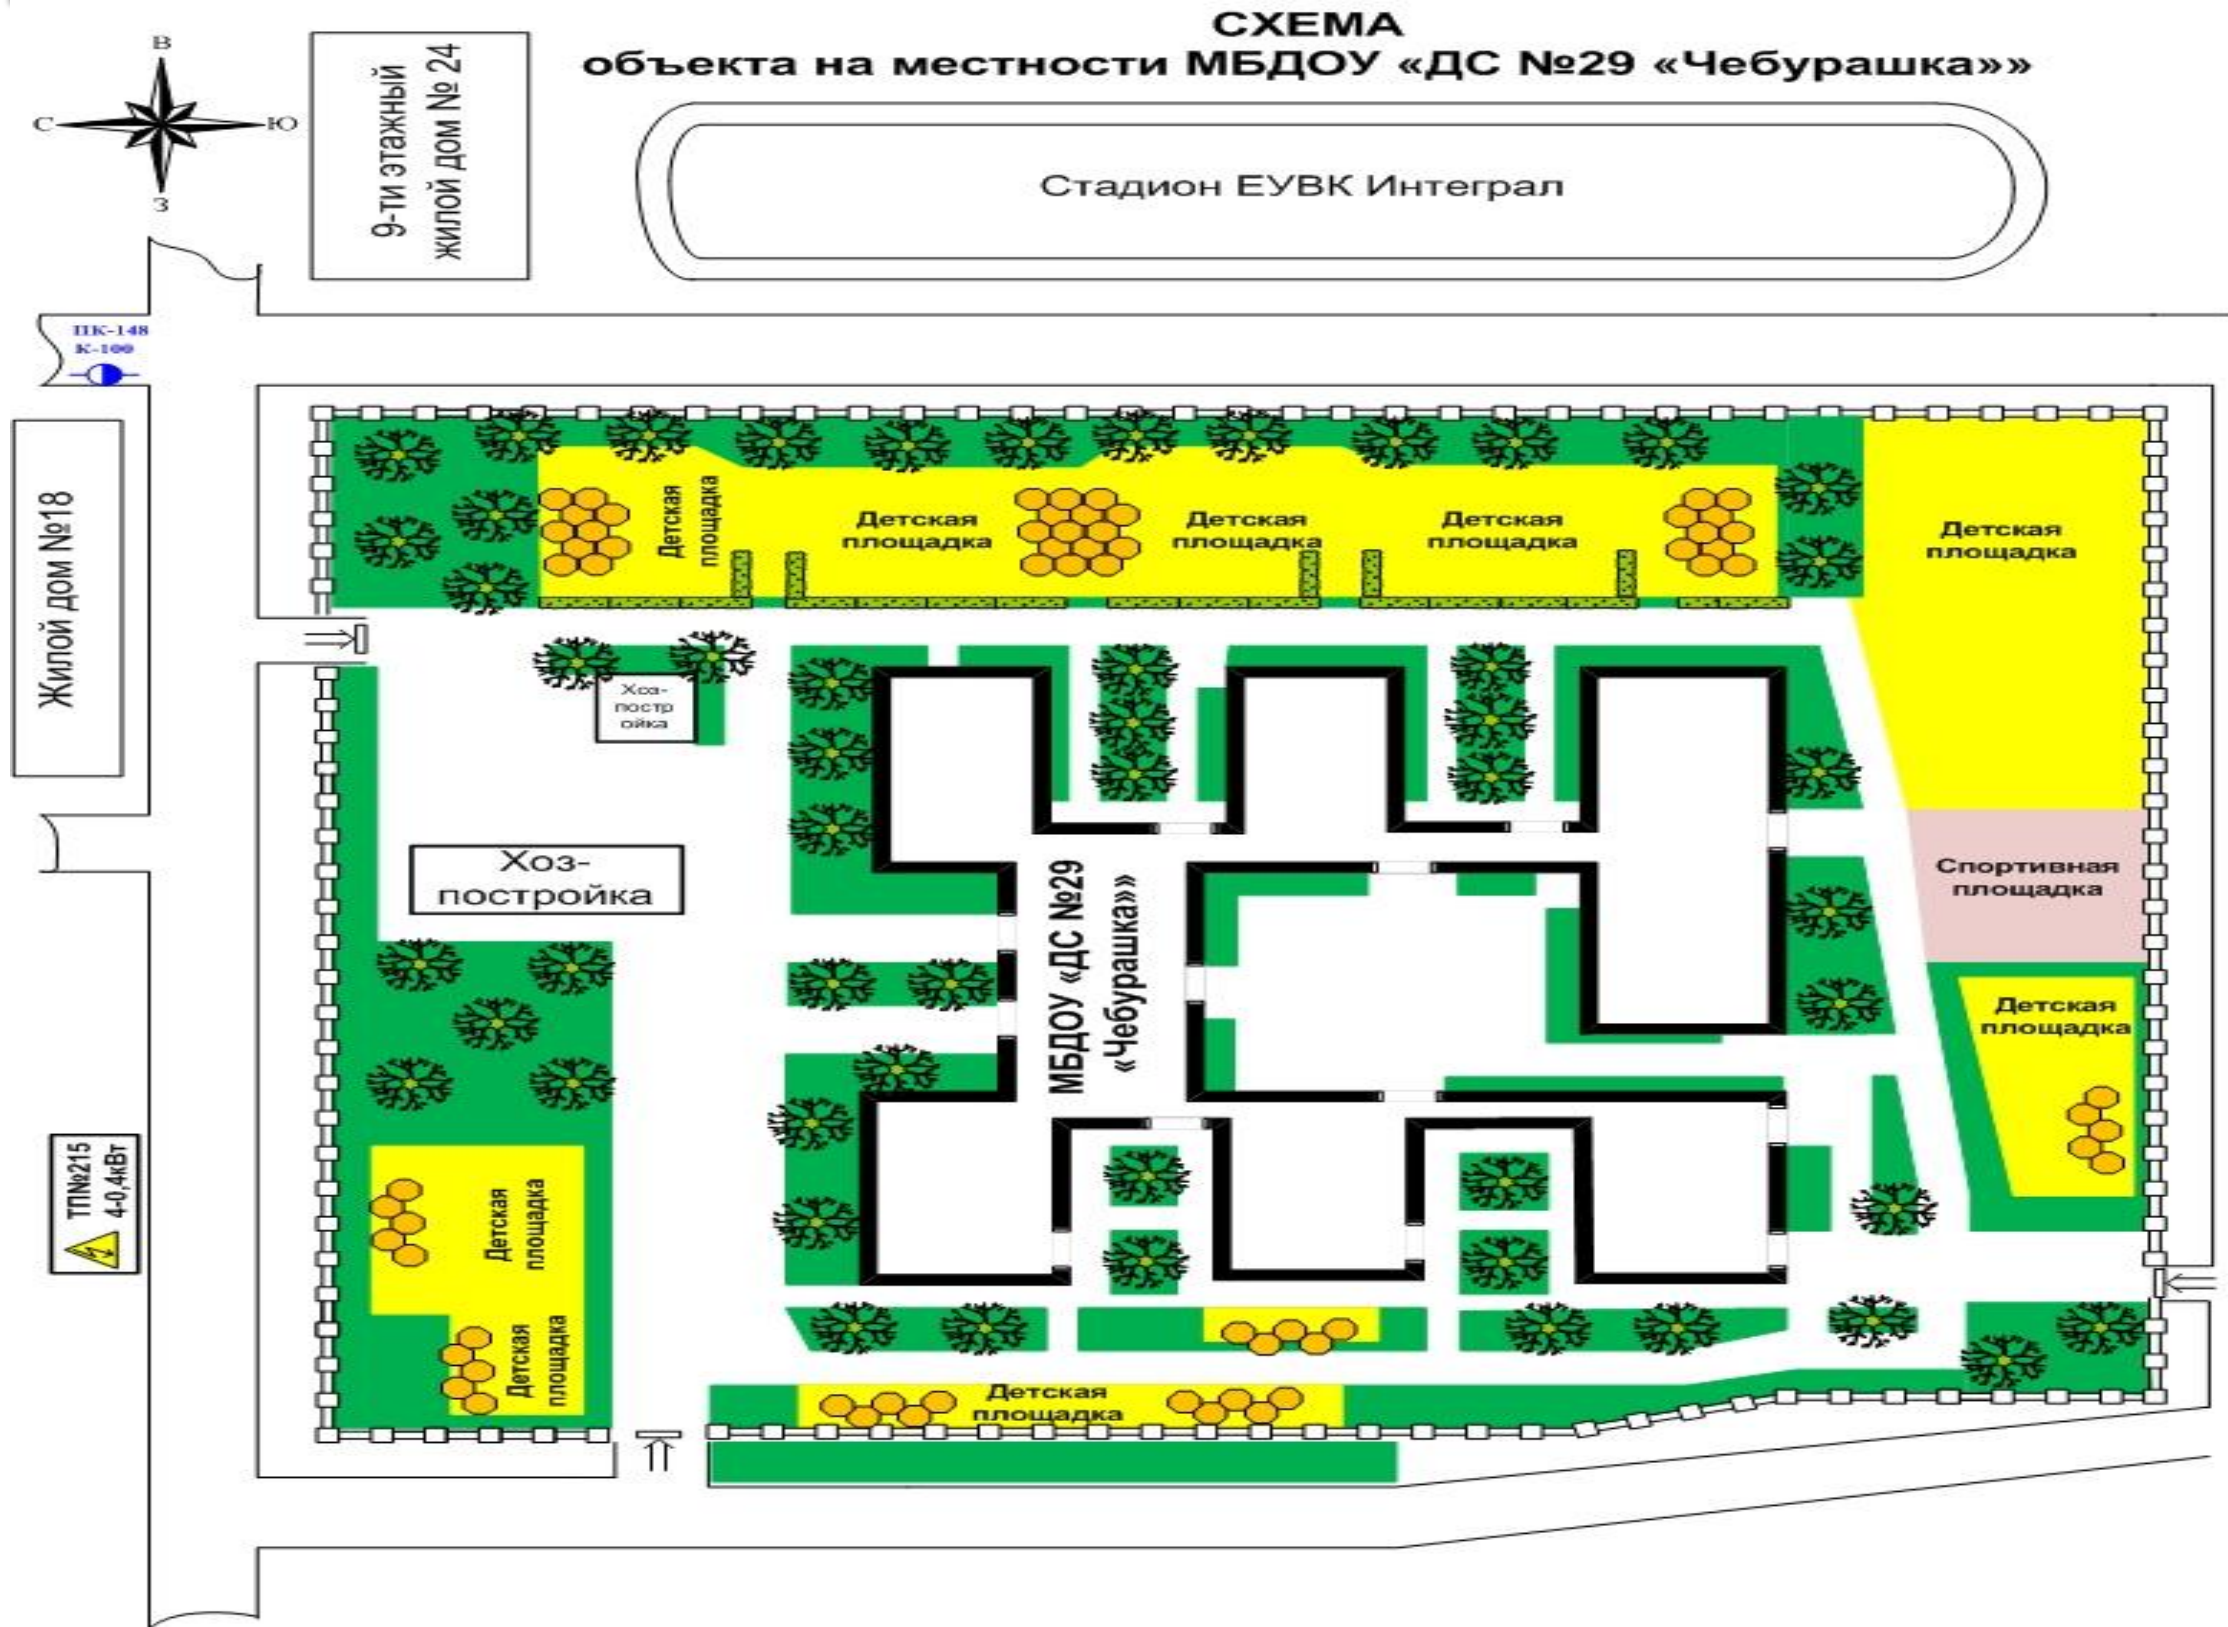 СХЕМА
объекта на местности МБДОУ «ДС №29 «Чебурашка»»
В
С
Ю
З
9-ти этажный
жилой дом № 24
Стадион ЕУВК Интеграл
ПК-148
К-100
Жилой дом №18
Детская
площадка
Детская
площадка
Детская
площадка
Детская
площадка
Детская
площадка
Хоз-
постр
ойка
Хоз-
постройка
МБДОУ «ДС №29
«Чебурашка»»
Спортивная
площадка
Детская
площадка
ТП№215
4-0,4кВт
Детская
площадка
Детская
площадка
Детская
площадка